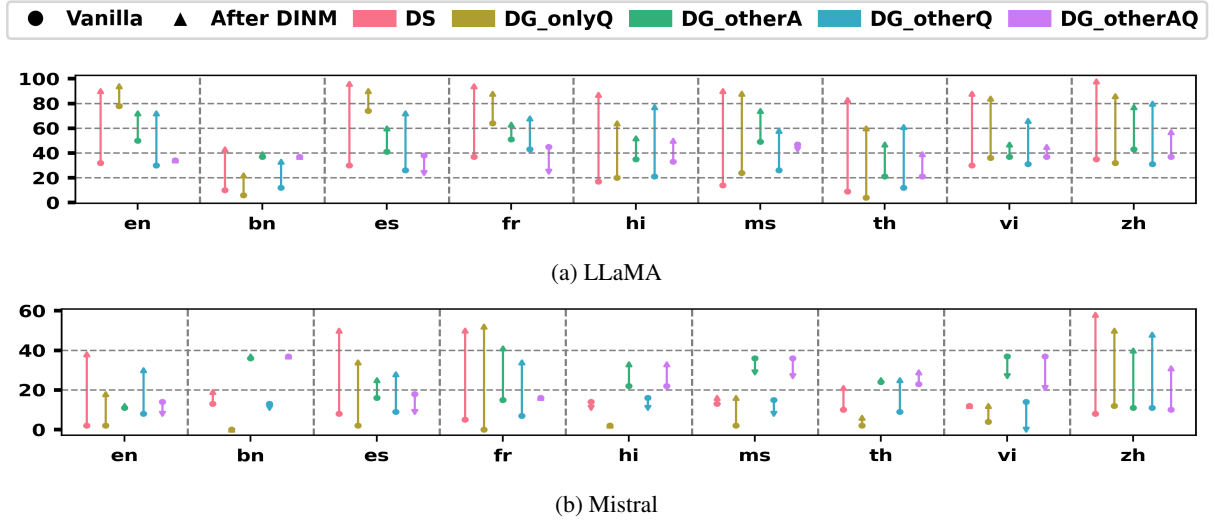 Vanilla After DINM DS DG_onlyQ DG_otherA DG_otherQ DG_otherAQ
100
80
60
40
20
0
en bn es fr hi ms th vi zh
(a) LLaMA
60
40
20
0
en bn es fr hi ms th vi zh
(b) Mistral